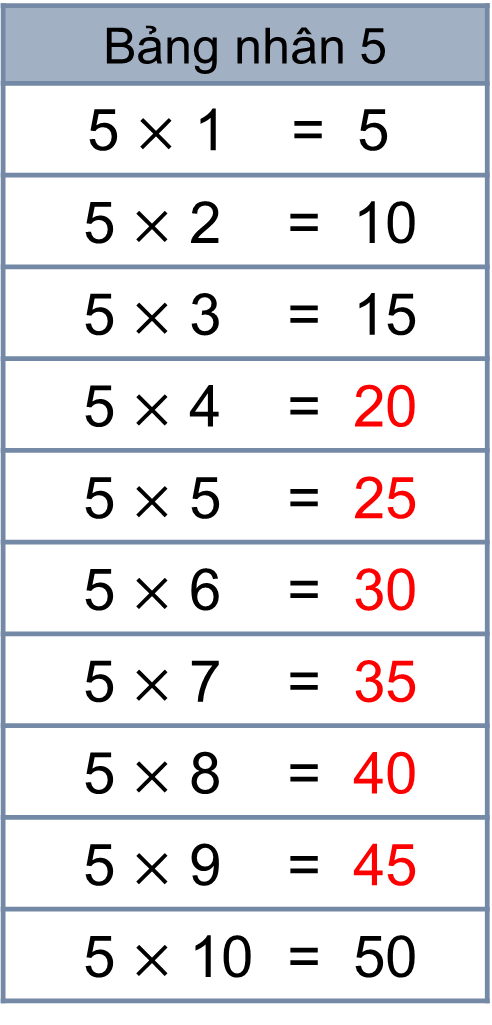 Bảng nhân 5
5 × 1 = 5
5 × 2 = 10
5 × 3 = 15
5 × 4 = 20
5 × 5 = 25
5 × 6 = 30
5 × 7 = 35
5 × 8 = 40
5 × 9 = 45
5 × 10 = 50